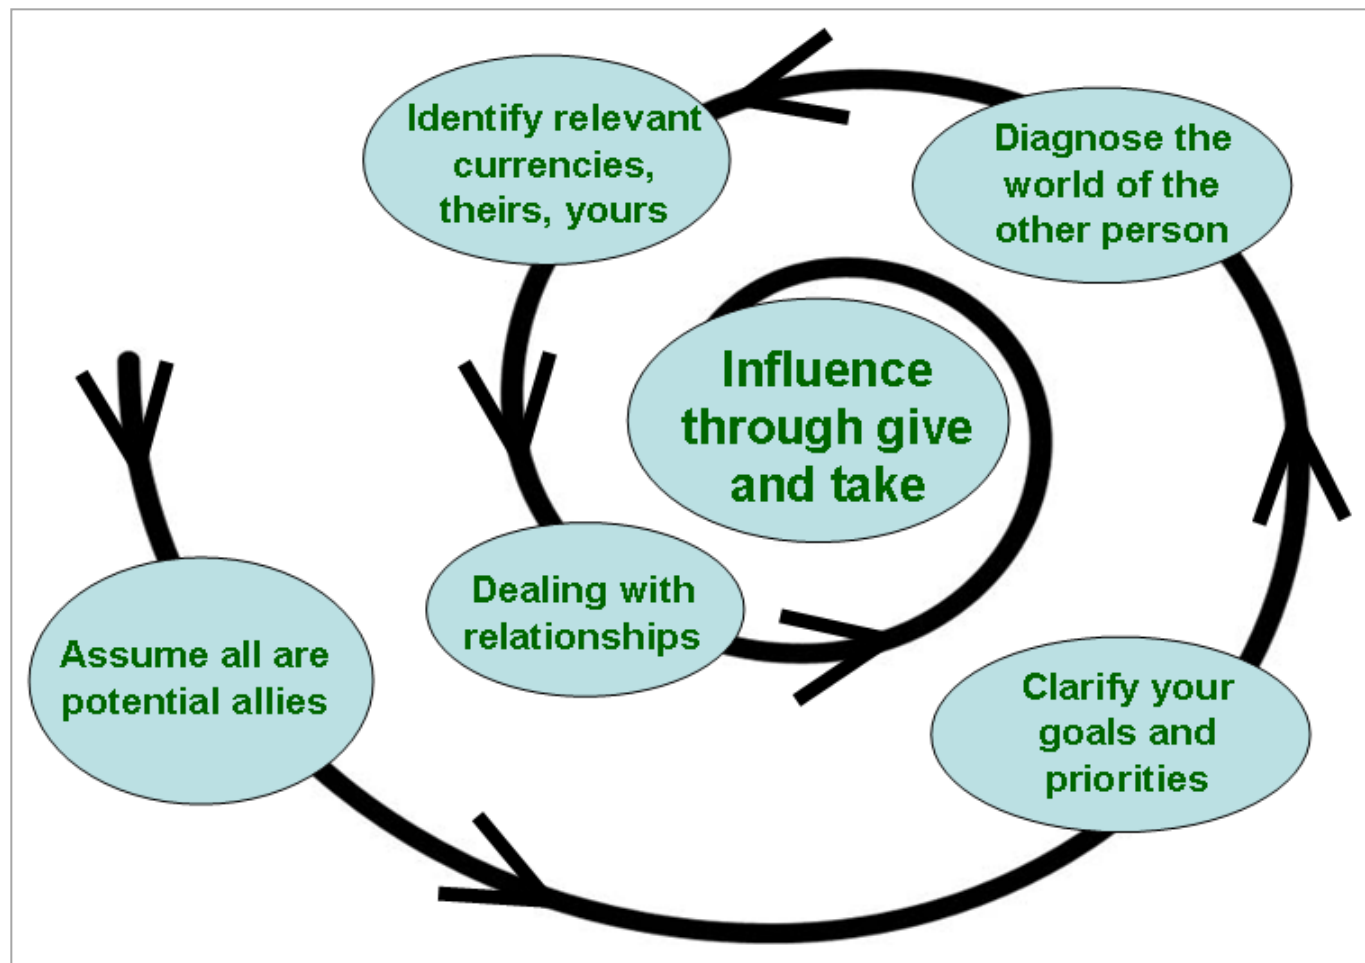 Assume all are
potential allies
Clarify your
goals and
priorities
Diagnose the
world of the
other person
Identify relevant
currencies,
theirs, yours
Dealing with
relationships
Influence
through give
and take